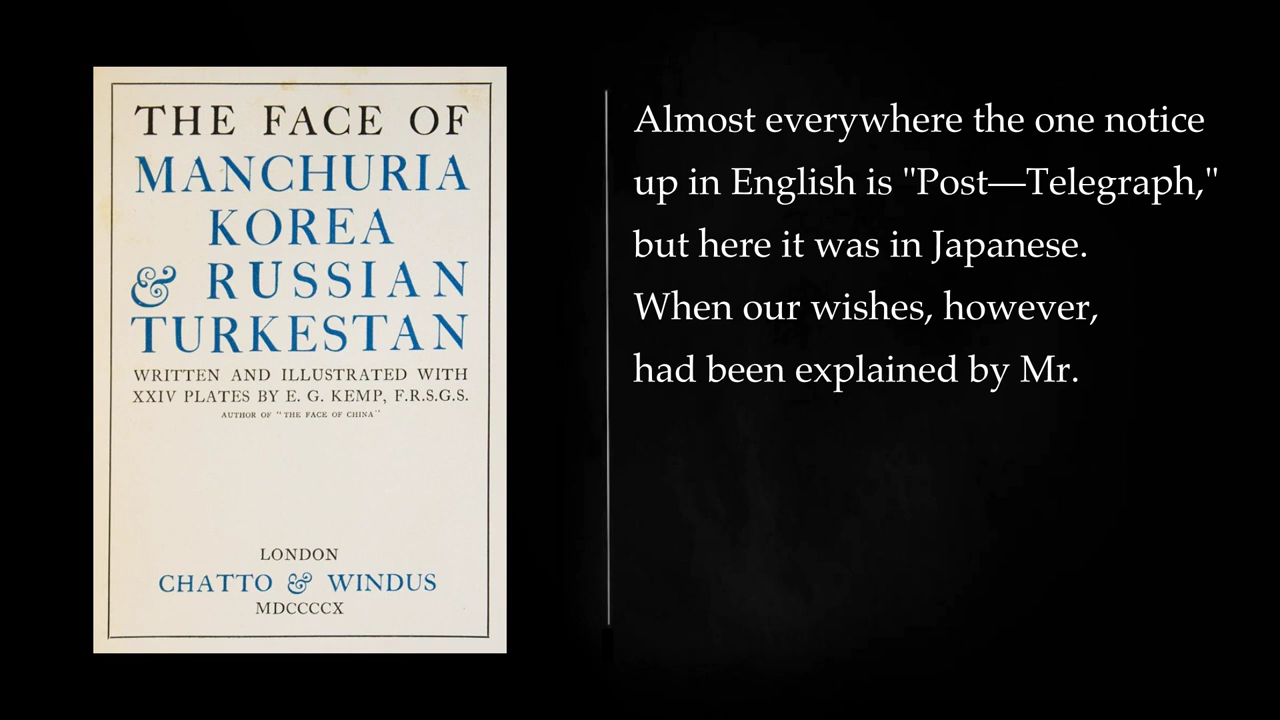 THE FACE OF
MANCHURIA
KOREA
& RUSSIAN
TURKESTAN
WRITTEN AND ILLUSTRATED WITH
XXIV PLATES BY E. G. KEMP, F.R.S.G.S.
AUTHOR OF "THE FACE OF CHINA"
LONDON
CHATTO & WINDUS
MDCCCCX
Almost everywhere the one notice
up in English is "Post—Telegraph,"
but here it was in Japanese.
When our wishes, however,
had been explained by Mr.